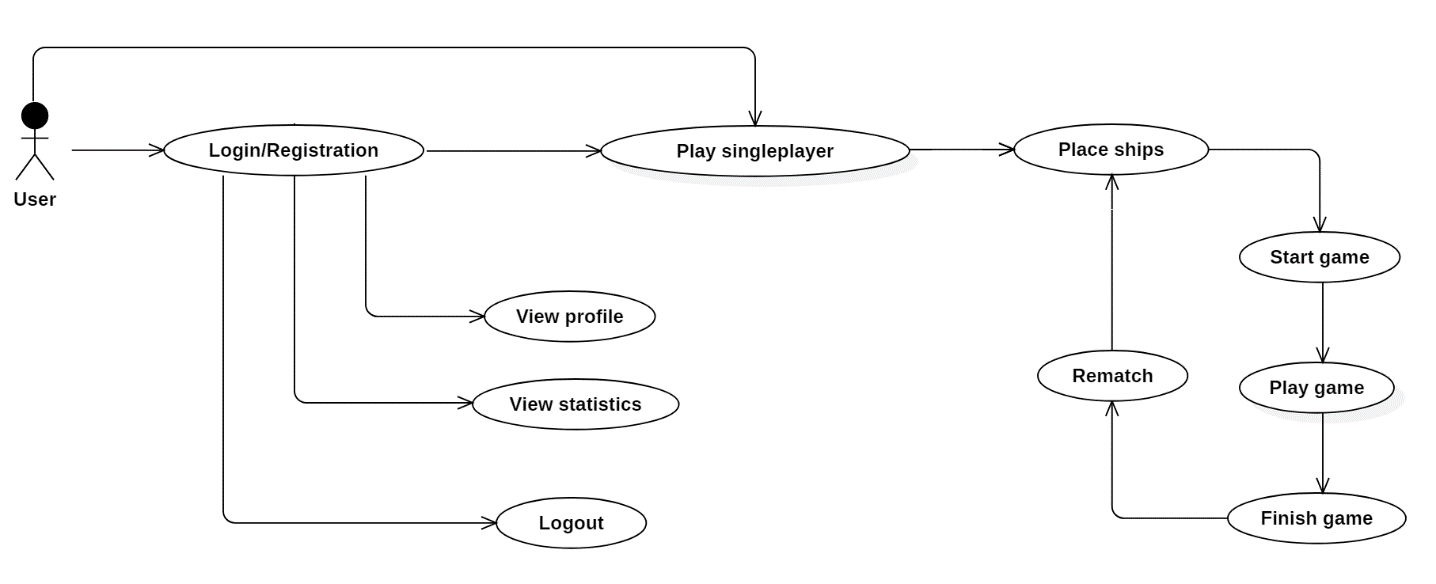 User
Login/Registration
Play singleplayer
Place ships
Start game
View profile
Rematch
Play game
View statistics
Logout
Finish game